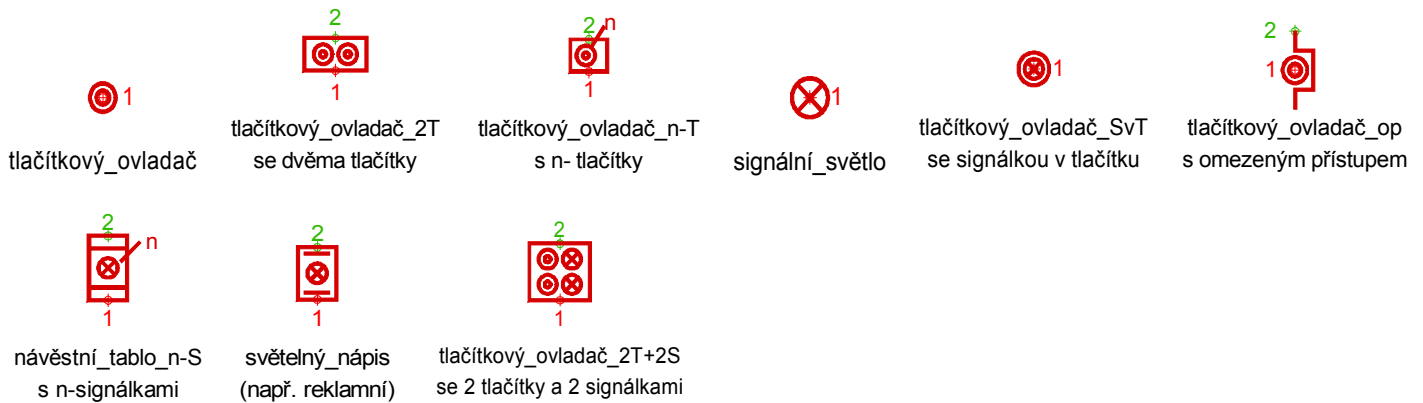 1
tlačítkový_ovladač
2
1
tlačítkový_ovladač_2T
se dvěma tlačítky
2
n
1
tlačítkový_ovladač_n-T
s n- tlačítky
1
signální_světlo
1
tlačítkový_ovladač_SvT
se signálkou v tlačítku
2
1
tlačítkový_ovladač_op
s omezeným přístupem
2
n
1
návěstní_tablo_n-S
s n-signálkami
2
1
světelný_nápis
(např. reklamní)
2
1
tlačítkový_ovladač_2T+2S
se 2 tlačítky a 2 signálkami